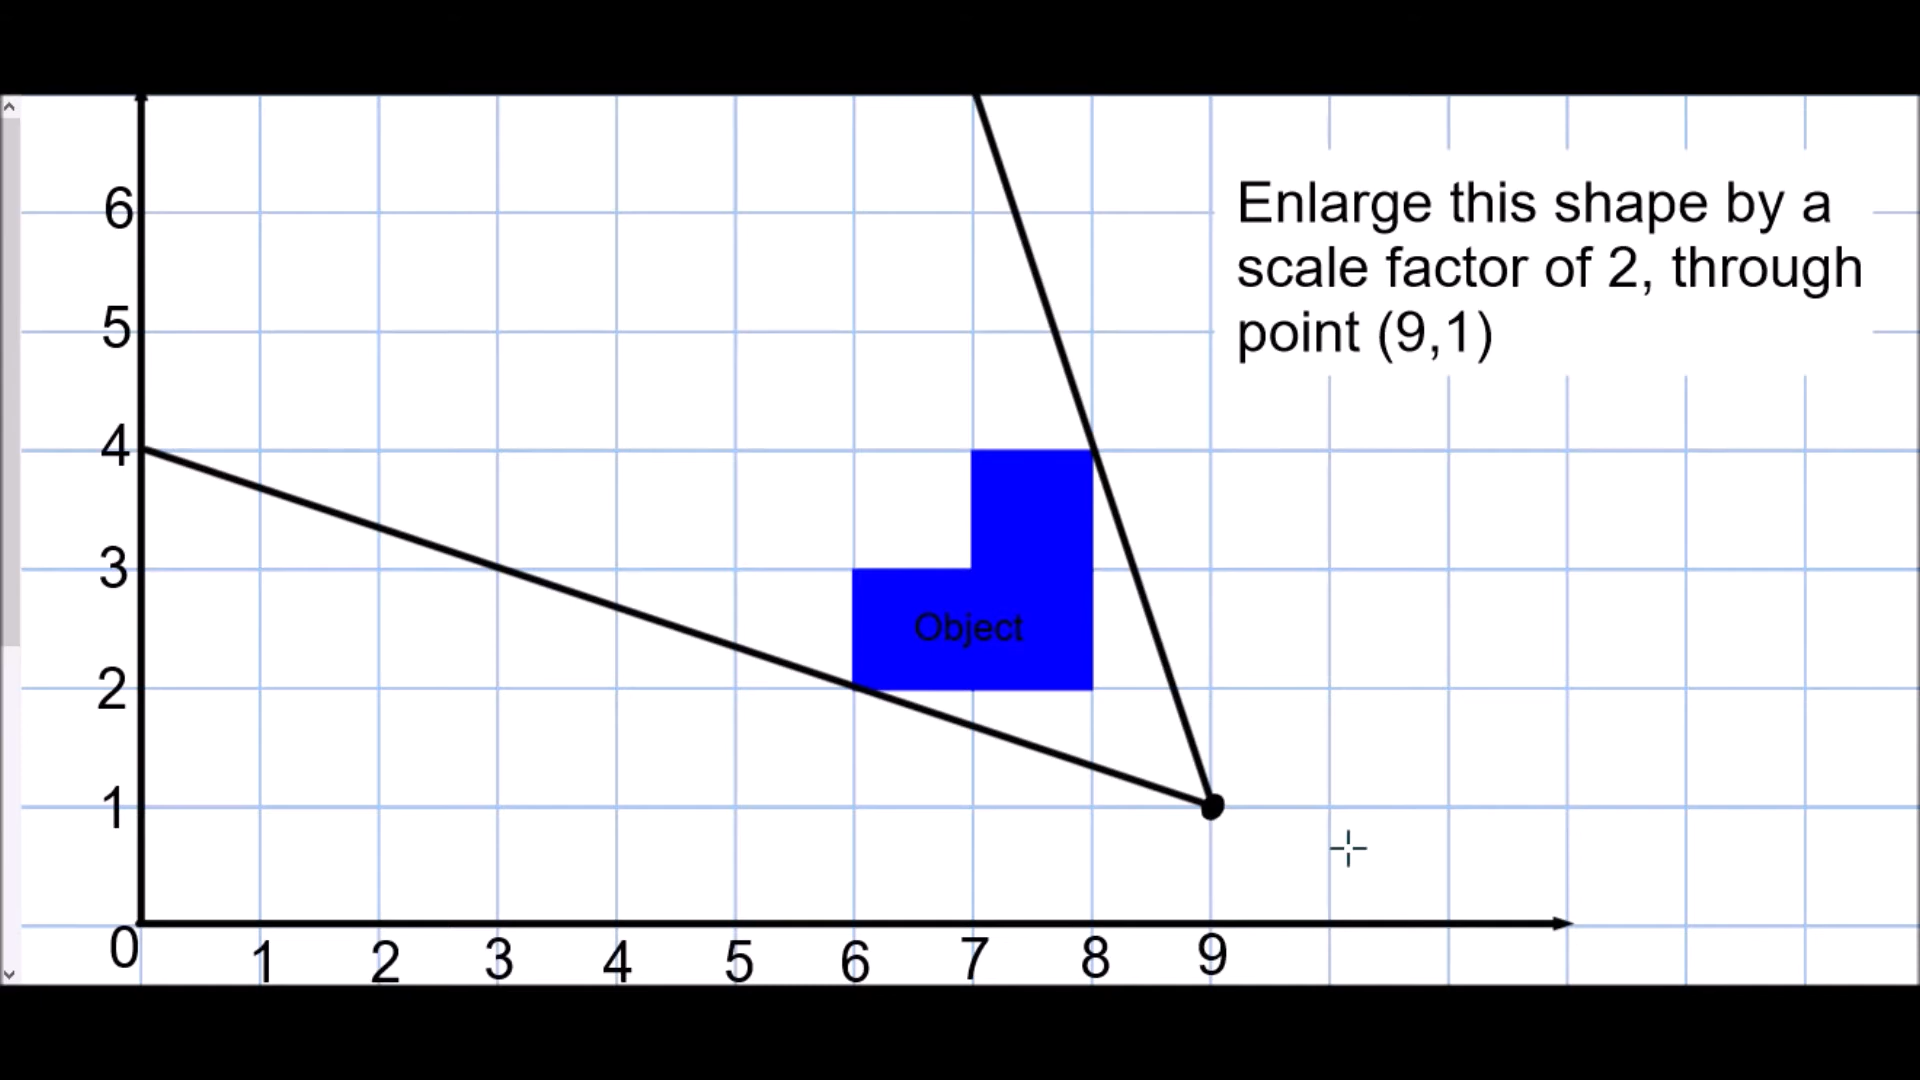 Enlarge this shape by a
scale factor of 2, through
point (9,1)
6
5
4
3
Object
2
1
0 1 2 3 4 5 6 7 8 9